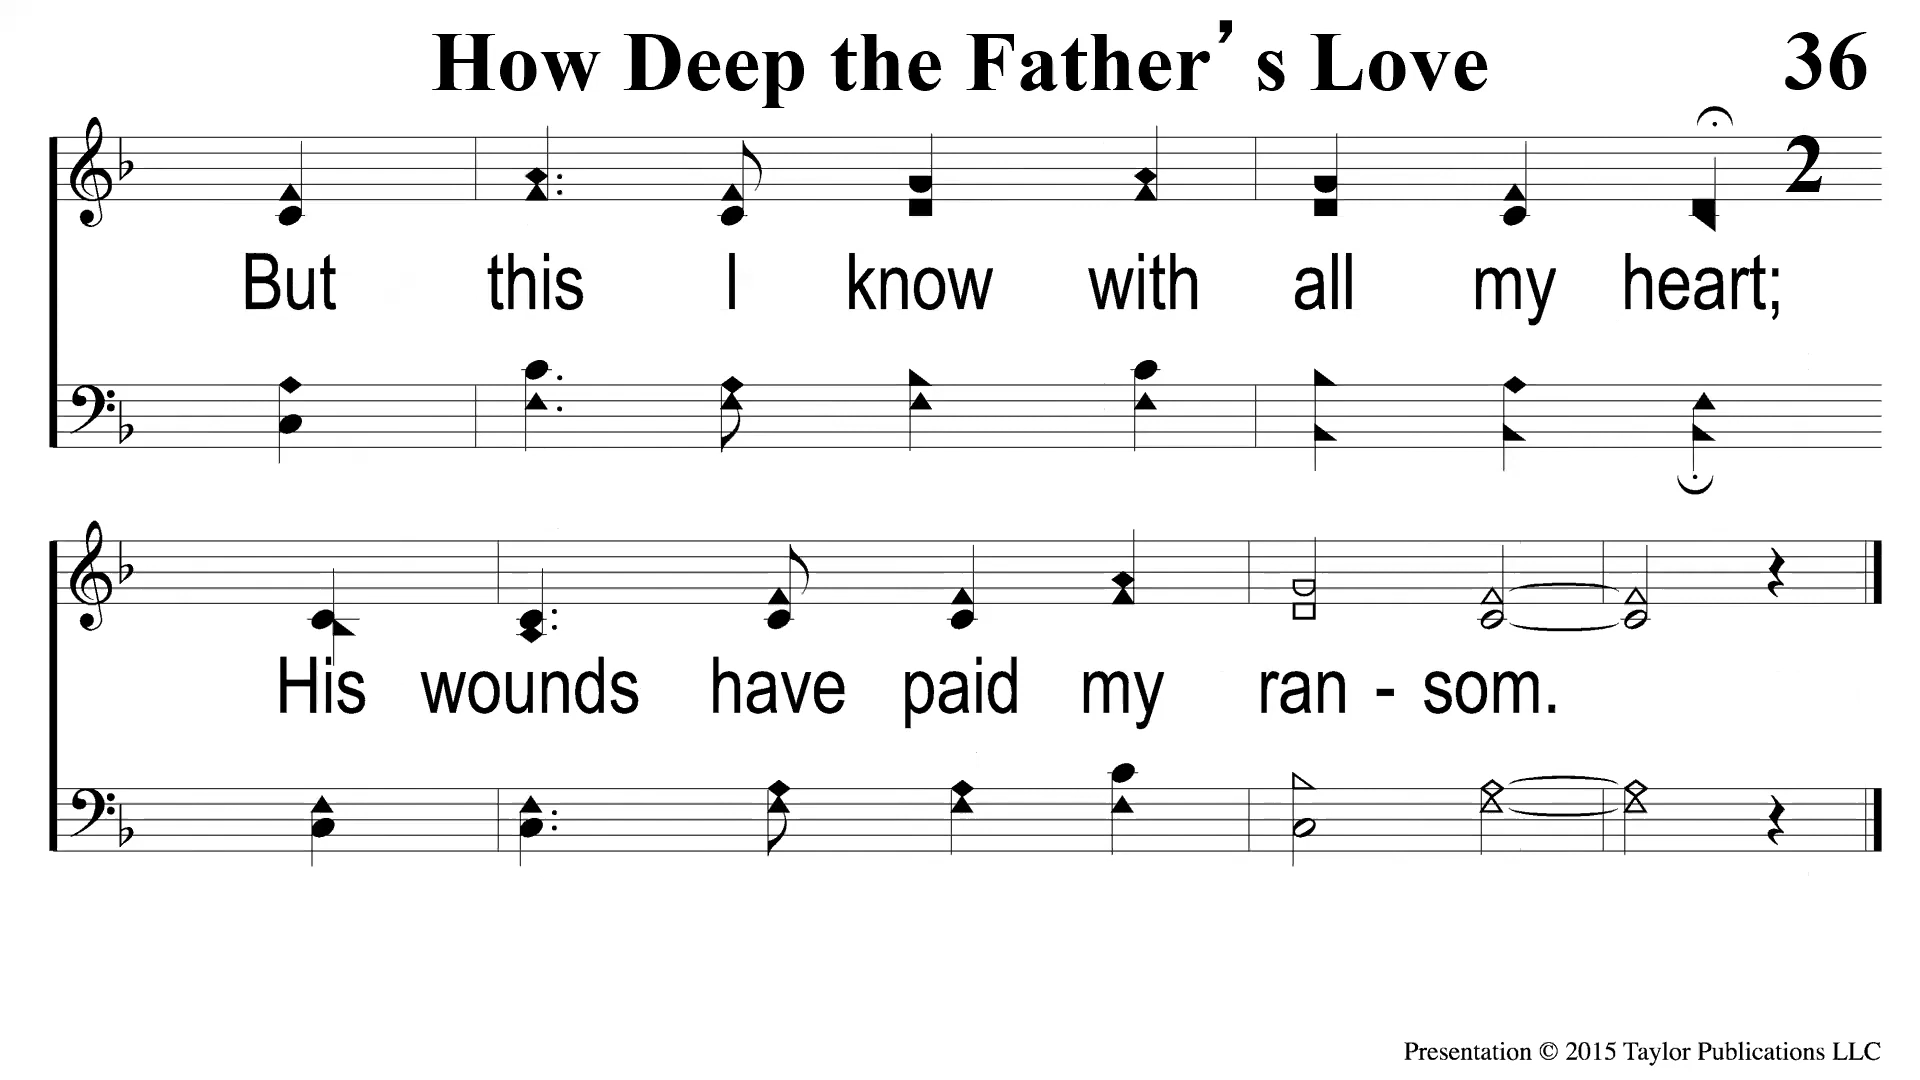 How Deep the Father's Love 36
2
But this I know with all my heart;
His wounds have paid my ran - som.
Presentation © 2015 Taylor Publications LLC